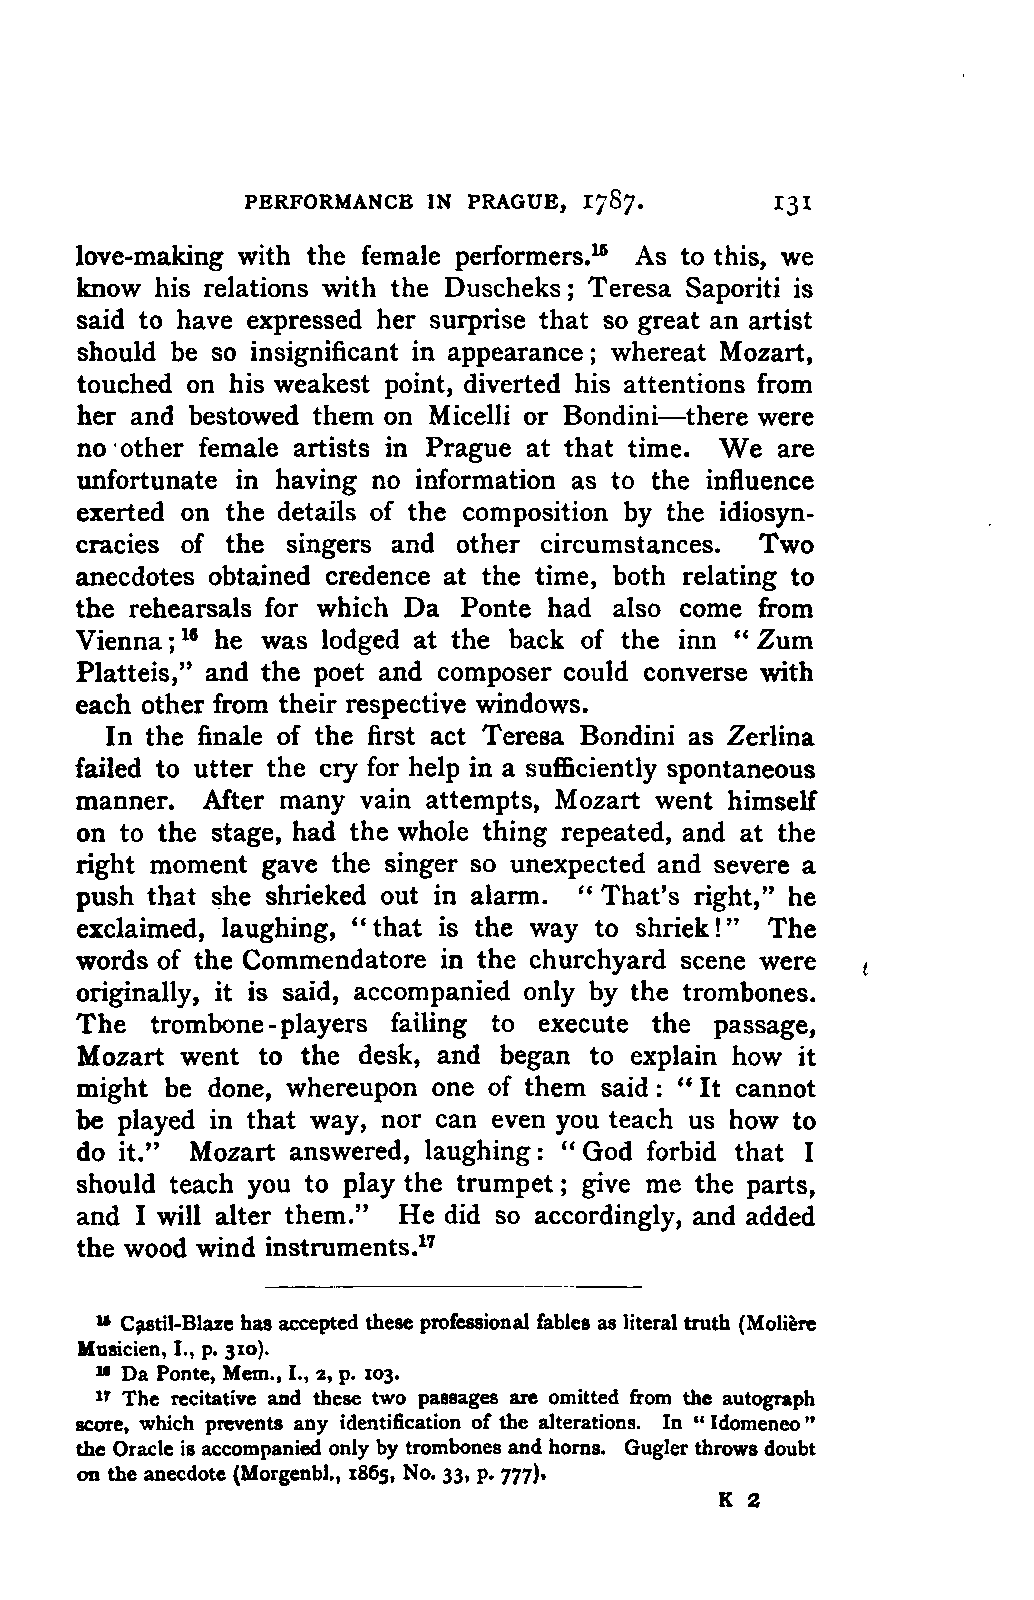 PERFORMANCE IN PRAGUE, 1787. 131
love-making with the female performers.¹⁵ As to this, we
know his relations with the Duscheks; Teresa Saporiti is
said to have expressed her surprise that so great an artist
should be so insignificant in appearance; whereat Mozart,
touched on his weakest point, diverted his attentions from
her and bestowed them on Micelli or Bondini—there were
no other female artists in Prague at that time. We are
unfortunate in having no information as to the influence
exerted on the details of the composition by the idiosyn-
cracies of the singers and other circumstances. Two
anecdotes obtained credence at the time, both relating to
the rehearsals for which Da Ponte had also come from
Vienna;¹⁶ he was lodged at the back of the inn "Zum
Platteis," and the poet and composer could converse with
each other from their respective windows.
In the finale of the first act Teresa Bondini as Zerlina
failed to utter the cry for help in a sufficiently spontaneous
manner. After many vain attempts, Mozart went himself
on to the stage, had the whole thing repeated, and at the
right moment gave the singer so unexpected and severe a
push that she shrieked out in alarm. "That's right," he
exclaimed, laughing, "that is the way to shriek!" The
words of the Commendatore in the churchyard scene were
originally, it is said, accompanied only by the trombones.
The trombone-players failing to execute the passage,
Mozart went to the desk, and began to explain how it
might be done, whereupon one of them said: "It cannot
be played in that way, nor can even you teach us how to
do it." Mozart answered, laughing: "God forbid that I
should teach you to play the trumpet; give me the parts,
and I will alter them." He did so accordingly, and added
the wood wind instruments.¹⁷
¹⁵ Castil-Blaze has accepted these professional fables as literal truth (Molière
Musicien, I., p. 310).
¹⁶ Da Ponte, Mem., I., 2, p. 103.
¹⁷ The recitative and these two passages are omitted from the autograph
score, which prevents any identification of the alterations. In "Idomeneo"
the Oracle is accompanied only by trombones and horns. Gugler throws doubt
on the anecdote (Morgenbl., 1865, No. 33, p. 777).
K 2